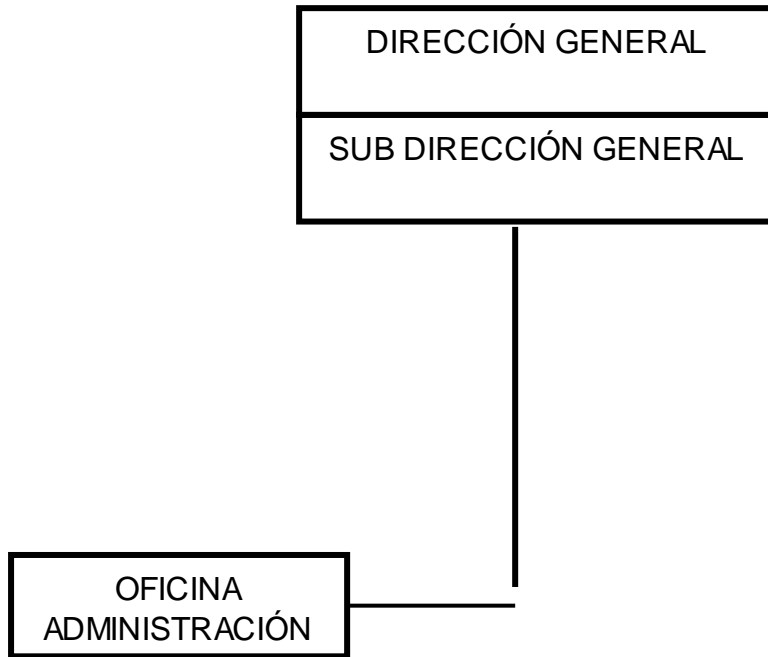 DIRECCIÓN GENERAL
SUB DIRECCIÓN GENERAL
OFICINA
ADMINISTRACIÓN